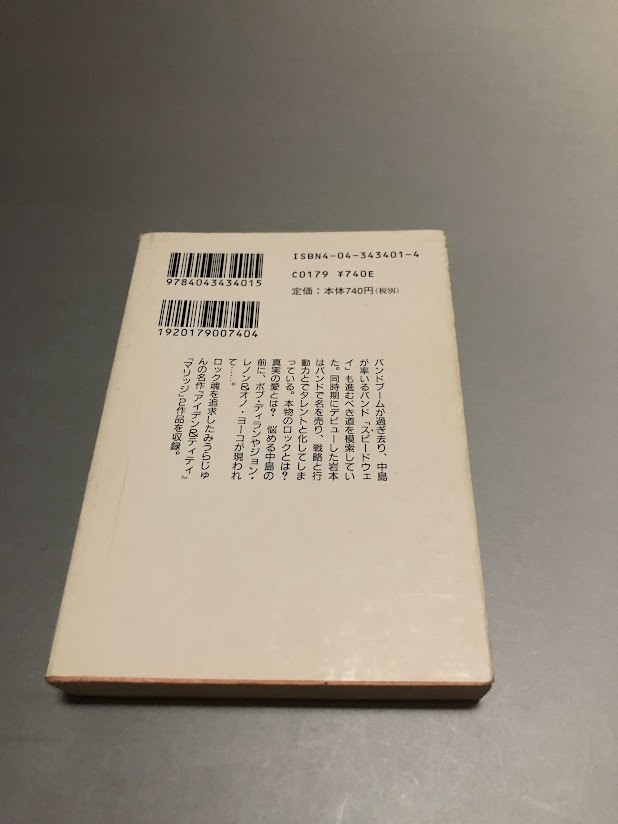 9784043434015
1920179007404
ISBN4-04-343401-4
C0179 ¥740E
定価：本体740円(税別)
バンドブームが過ぎ去り、中島
が率いるバンド「スピードウェ
イ」も進むべき道を模索してい
た。同時期にデビューした岩本
はバンドで名を売り、戦略と行
動力とでタレントと化してしま
っている。本物のロックとは？
真実の愛とは？　悩める中島の
前に、ボブ・ディランやジョン・
レノン&オノ・ヨーコが現われ
て……。
ロック魂を追求したみうらじゅ
んの名作『アイデン&ティティ』
『マリッジ』2作品を収録。